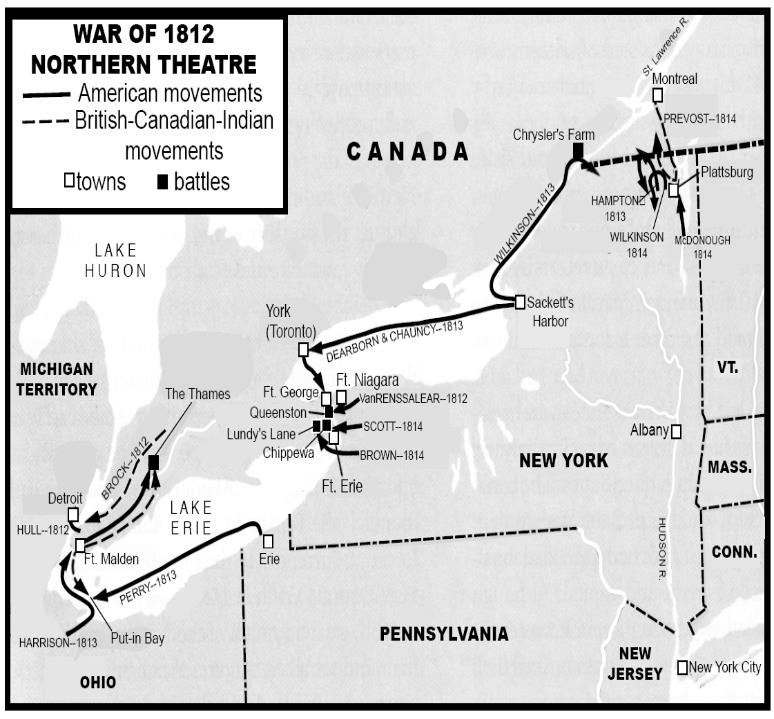 WAR OF 1812
NORTHERN THEATRE
American movements
British-Canadian-Indian
movements
towns
battles
CANADA
St. Lawrence R.
Montreal
PREVOST--1814
Chrysler's Farm
Plattsburg
HAMPTONE
1813
WILKINSON
1814
McDONOUGH
1814
WILKINSON--1813
LAKE
HURON
Sackett's
Harbor
York
(Toronto)
DEARBORN & CHAUNCY--1813
MICHIGAN
TERRITORY
VT.
The Thames
Ft. George
Ft. Niagara
VanRENSSALEAR--1812
Queenston
Lundy's Lane
SCOTT--1814
Chippewa
BROWN--1814
Albany
BROCK--1812
NEW YORK
MASS.
Ft. Erie
Detroit
LAKE
ERIE
HULL--1812
Ft. Malden
Erie
HUDSON R.
CONN.
PERRY--1813
Put-in Bay
HARRISON--1813
PENNSYLVANIA
NEW
JERSEY
New York City
OHIO